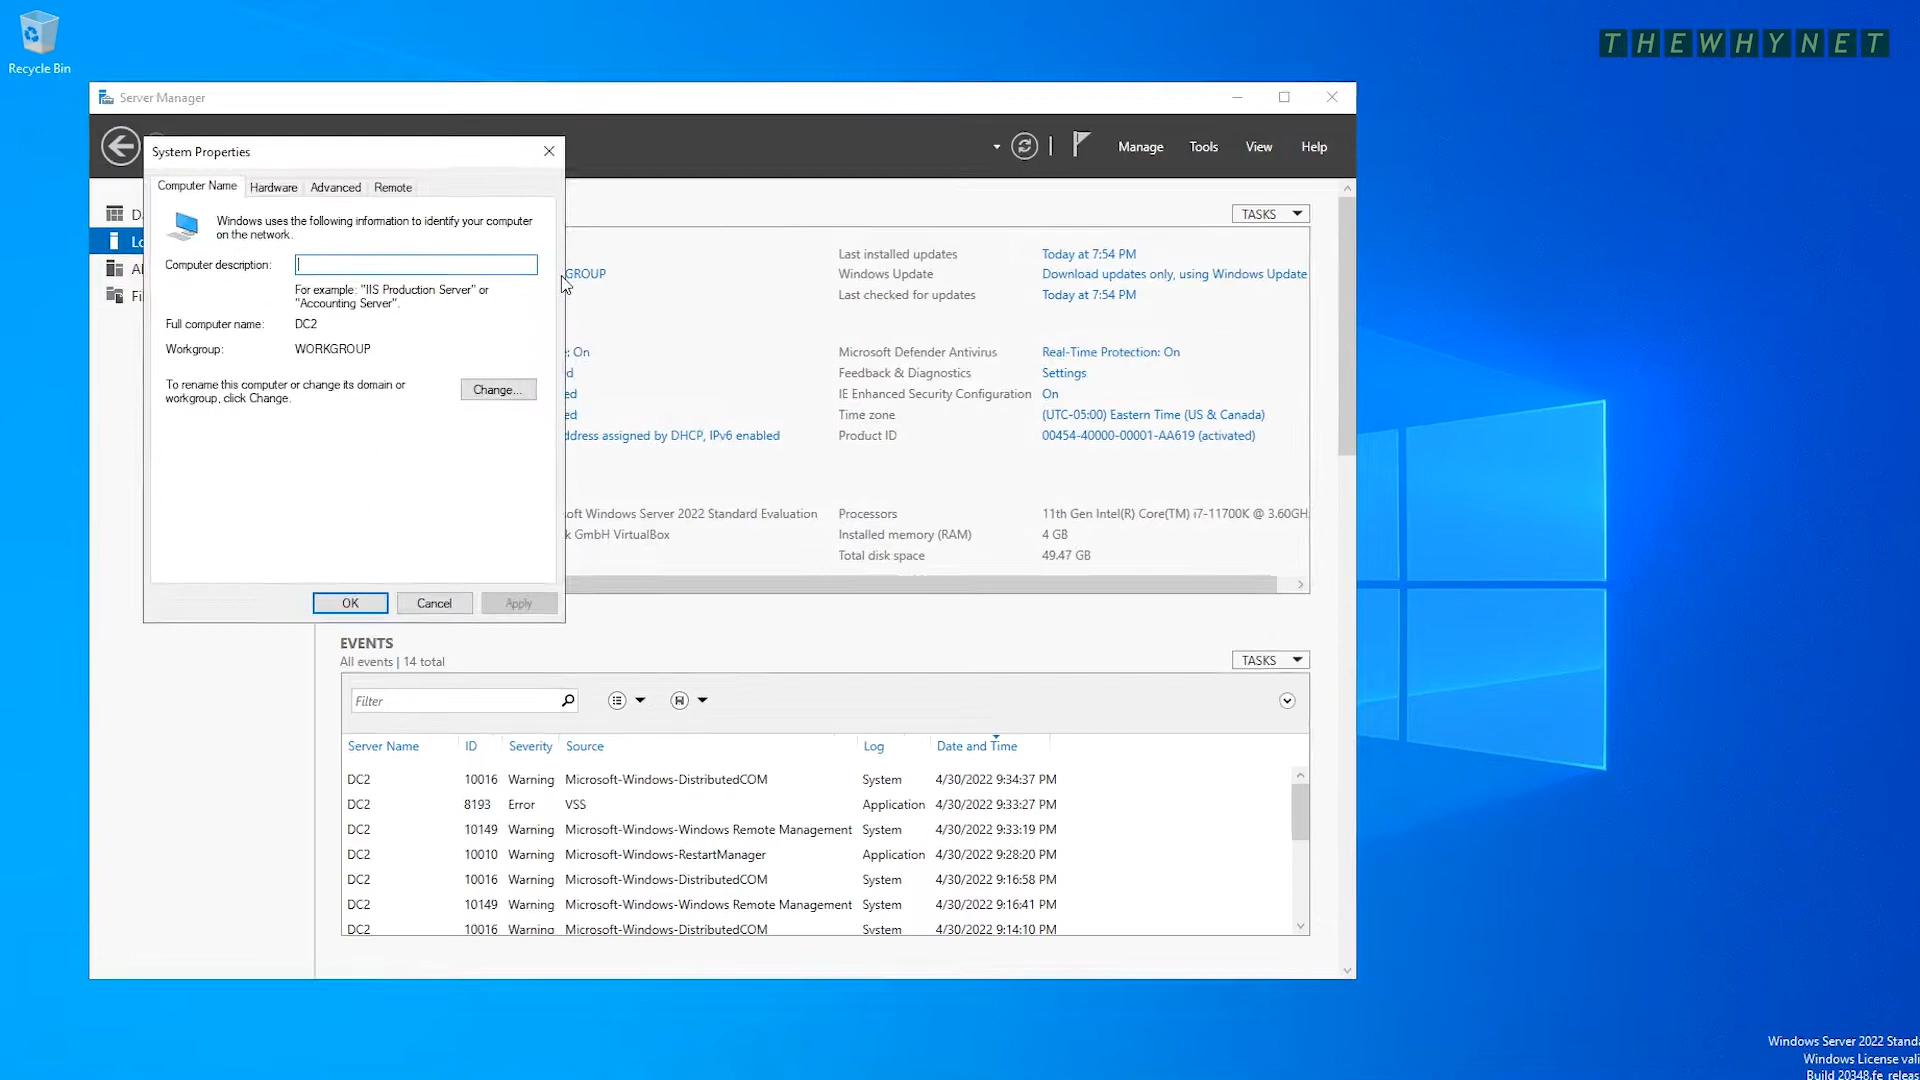 Recycle Bin
THEWHYNET
Server Manager
Manage Tools View Help
System Properties
Computer Name Hardware Advanced Remote
Windows uses the following information to identify your computer
on the network.
Computer description:
For example: "IIS Production Server" or
"Accounting Server".
Full computer name: DC2
Workgroup: WORKGROUP
To rename this computer or change its domain or
workgroup, click Change.
Change...
OK Cancel Apply
TASKS
GROUP
Last installed updates Today at 7:54 PM
Windows Update Download updates only, using Windows Update
Last checked for updates Today at 7:54 PM
: On Microsoft Defender Antivirus Real-Time Protection: On
d Feedback & Diagnostics Settings
ed IE Enhanced Security Configuration On
ed Time zone (UTC-05:00) Eastern Time (US & Canada)
ddress assigned by DHCP, IPv6 enabled Product ID 00454-40000-00001-AA619 (activated)
oft Windows Server 2022 Standard Evaluation Processors 11th Gen Intel(R) Core(TM) i7-11700K @ 3.60GH
k GmbH VirtualBox Installed memory (RAM) 4 GB
Total disk space 49.47 GB
EVENTS
All events | 14 total
TASKS
Filter
Server Name ID Severity Source Log Date and Time
DC2 10016 Warning Microsoft-Windows-DistributedCOM System 4/30/2022 9:34:37 PM
DC2 8193 Error VSS Application 4/30/2022 9:33:27 PM
DC2 10149 Warning Microsoft-Windows-Windows Remote Management System 4/30/2022 9:33:19 PM
DC2 10010 Warning Microsoft-Windows-RestartManager Application 4/30/2022 9:28:20 PM
DC2 10016 Warning Microsoft-Windows-DistributedCOM System 4/30/2022 9:16:58 PM
DC2 10149 Warning Microsoft-Windows-Windows Remote Management System 4/30/2022 9:16:41 PM
DC2 10016 Warning Microsoft-Windows-DistributedCOM System 4/30/2022 9:14:10 PM
Windows Server 2022 Standa
Windows License vali
Build 20348.fe_releas